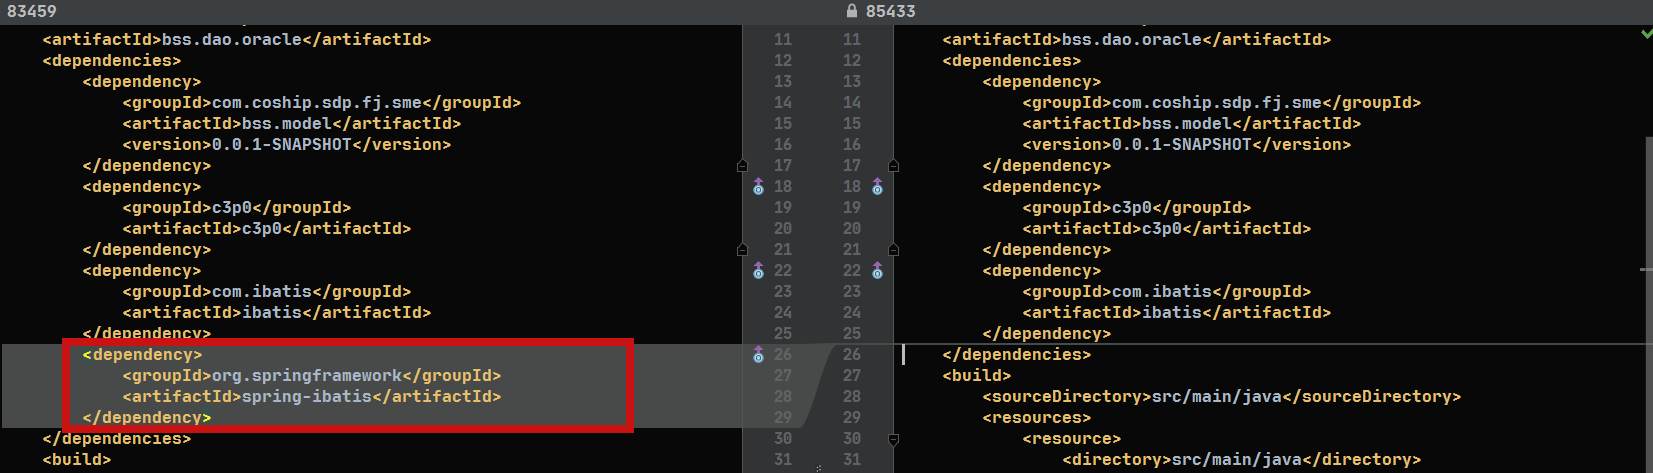 83459
<artifactId>bss.dao.oracle</artifactId>
<dependencies>
<dependency>
<groupId>com.coship.sdp.fj.sme</groupId>
<artifactId>bss.model</artifactId>
<version>0.0.1-SNAPSHOT</version>
</dependency>
<dependency>
<groupId>c3p0</groupId>
<artifactId>c3p0</artifactId>
</dependency>
<dependency>
<groupId>com.ibatis</groupId>
<artifactId>ibatis</artifactId>
</dependency>
<dependency>
<groupId>org.springframework</groupId>
<artifactId>spring-ibatis</artifactId>
</dependency>
</dependencies>
<build>
11 11
12 12
13 13
14 14
15 15
16 16
17 17
18 18
19 19
20 20
21 21
22 22
23 23
24 24
25 25
26 26
27 27
28 28
29 29
30 30
31 31
85433
<artifactId>bss.dao.oracle</artifactId>
<dependencies>
<dependency>
<groupId>com.coship.sdp.fj.sme</groupId>
<artifactId>bss.model</artifactId>
<version>0.0.1-SNAPSHOT</version>
</dependency>
<dependency>
<groupId>c3p0</groupId>
<artifactId>c3p0</artifactId>
</dependency>
<dependency>
<groupId>com.ibatis</groupId>
<artifactId>ibatis</artifactId>
</dependency>
</dependencies>
<build>
<sourceDirectory>src/main/java</sourceDirectory>
<resources>
<resource>
<directory>src/main/java</directory>